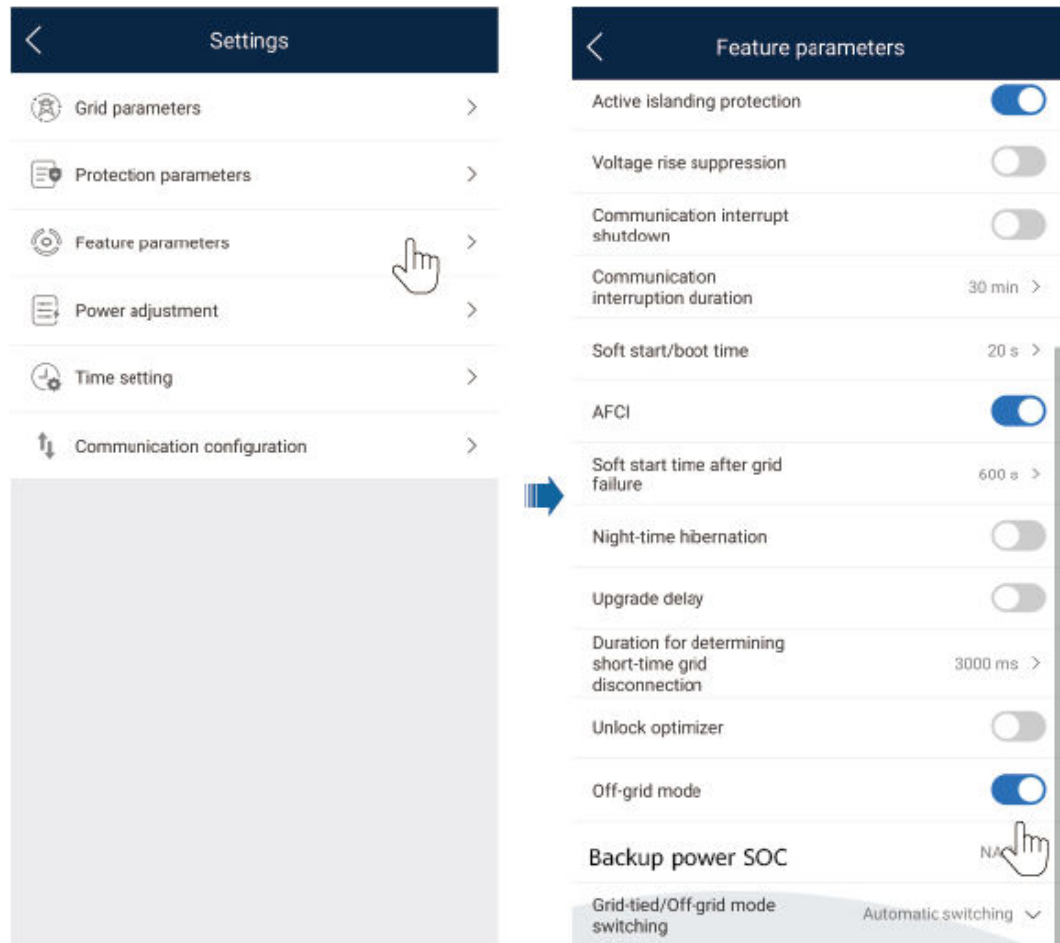 Settings
Grid parameters
Protection parameters
Feature parameters
Power adjustment
Time setting
Communication configuration
Feature parameters
Active islanding protection
Voltage rise suppression
Communication interrupt
shutdown
Communication
interruption duration
30 min
Soft start/boot time
20 s
AFCI
Soft start time after grid
failure
600 s
Night-time hibernation
Upgrade delay
Duration for determining
short-time grid
disconnection
3000 ms
Unlock optimizer
Off-grid mode
Backup power SOC
NA
Grid-tied/Off-grid mode
switching
Automatic switching